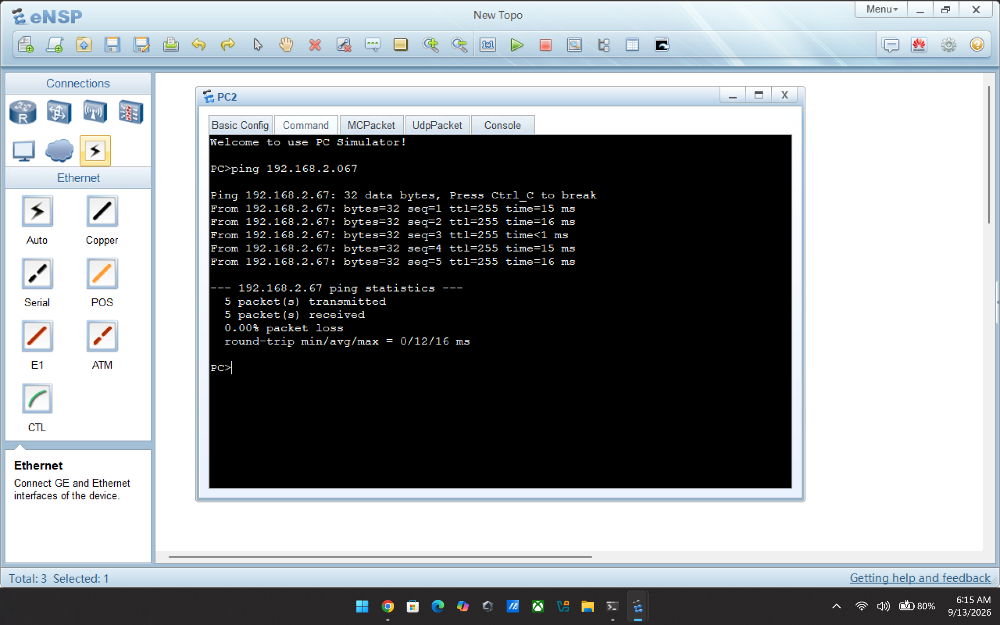 eNSP
New Topo
Menu
1:1
Connections
R
Ethernet
Auto
Copper
Serial
POS
E1
ATM
CTL
Ethernet
Connect GE and Ethernet
interfaces of the device.
PC2
Basic Config
Command
MCPacket
UdpPacket
Console
Welcome to use PC Simulator!
PC>ping 192.168.2.067
Ping 192.168.2.67: 32 data bytes, Press Ctrl_C to break
From 192.168.2.67: bytes=32 seq=1 ttl=255 time=15 ms
From 192.168.2.67: bytes=32 seq=2 ttl=255 time=16 ms
From 192.168.2.67: bytes=32 seq=3 ttl=255 time<1 ms
From 192.168.2.67: bytes=32 seq=4 ttl=255 time=15 ms
From 192.168.2.67: bytes=32 seq=5 ttl=255 time=16 ms
--- 192.168.2.67 ping statistics ---
5 packet(s) transmitted
5 packet(s) received
0.00% packet loss
round-trip min/avg/max = 0/12/16 ms
PC>
Total: 3 Selected: 1
Getting help and feedback
80%
6:15 AM
9/13/2026